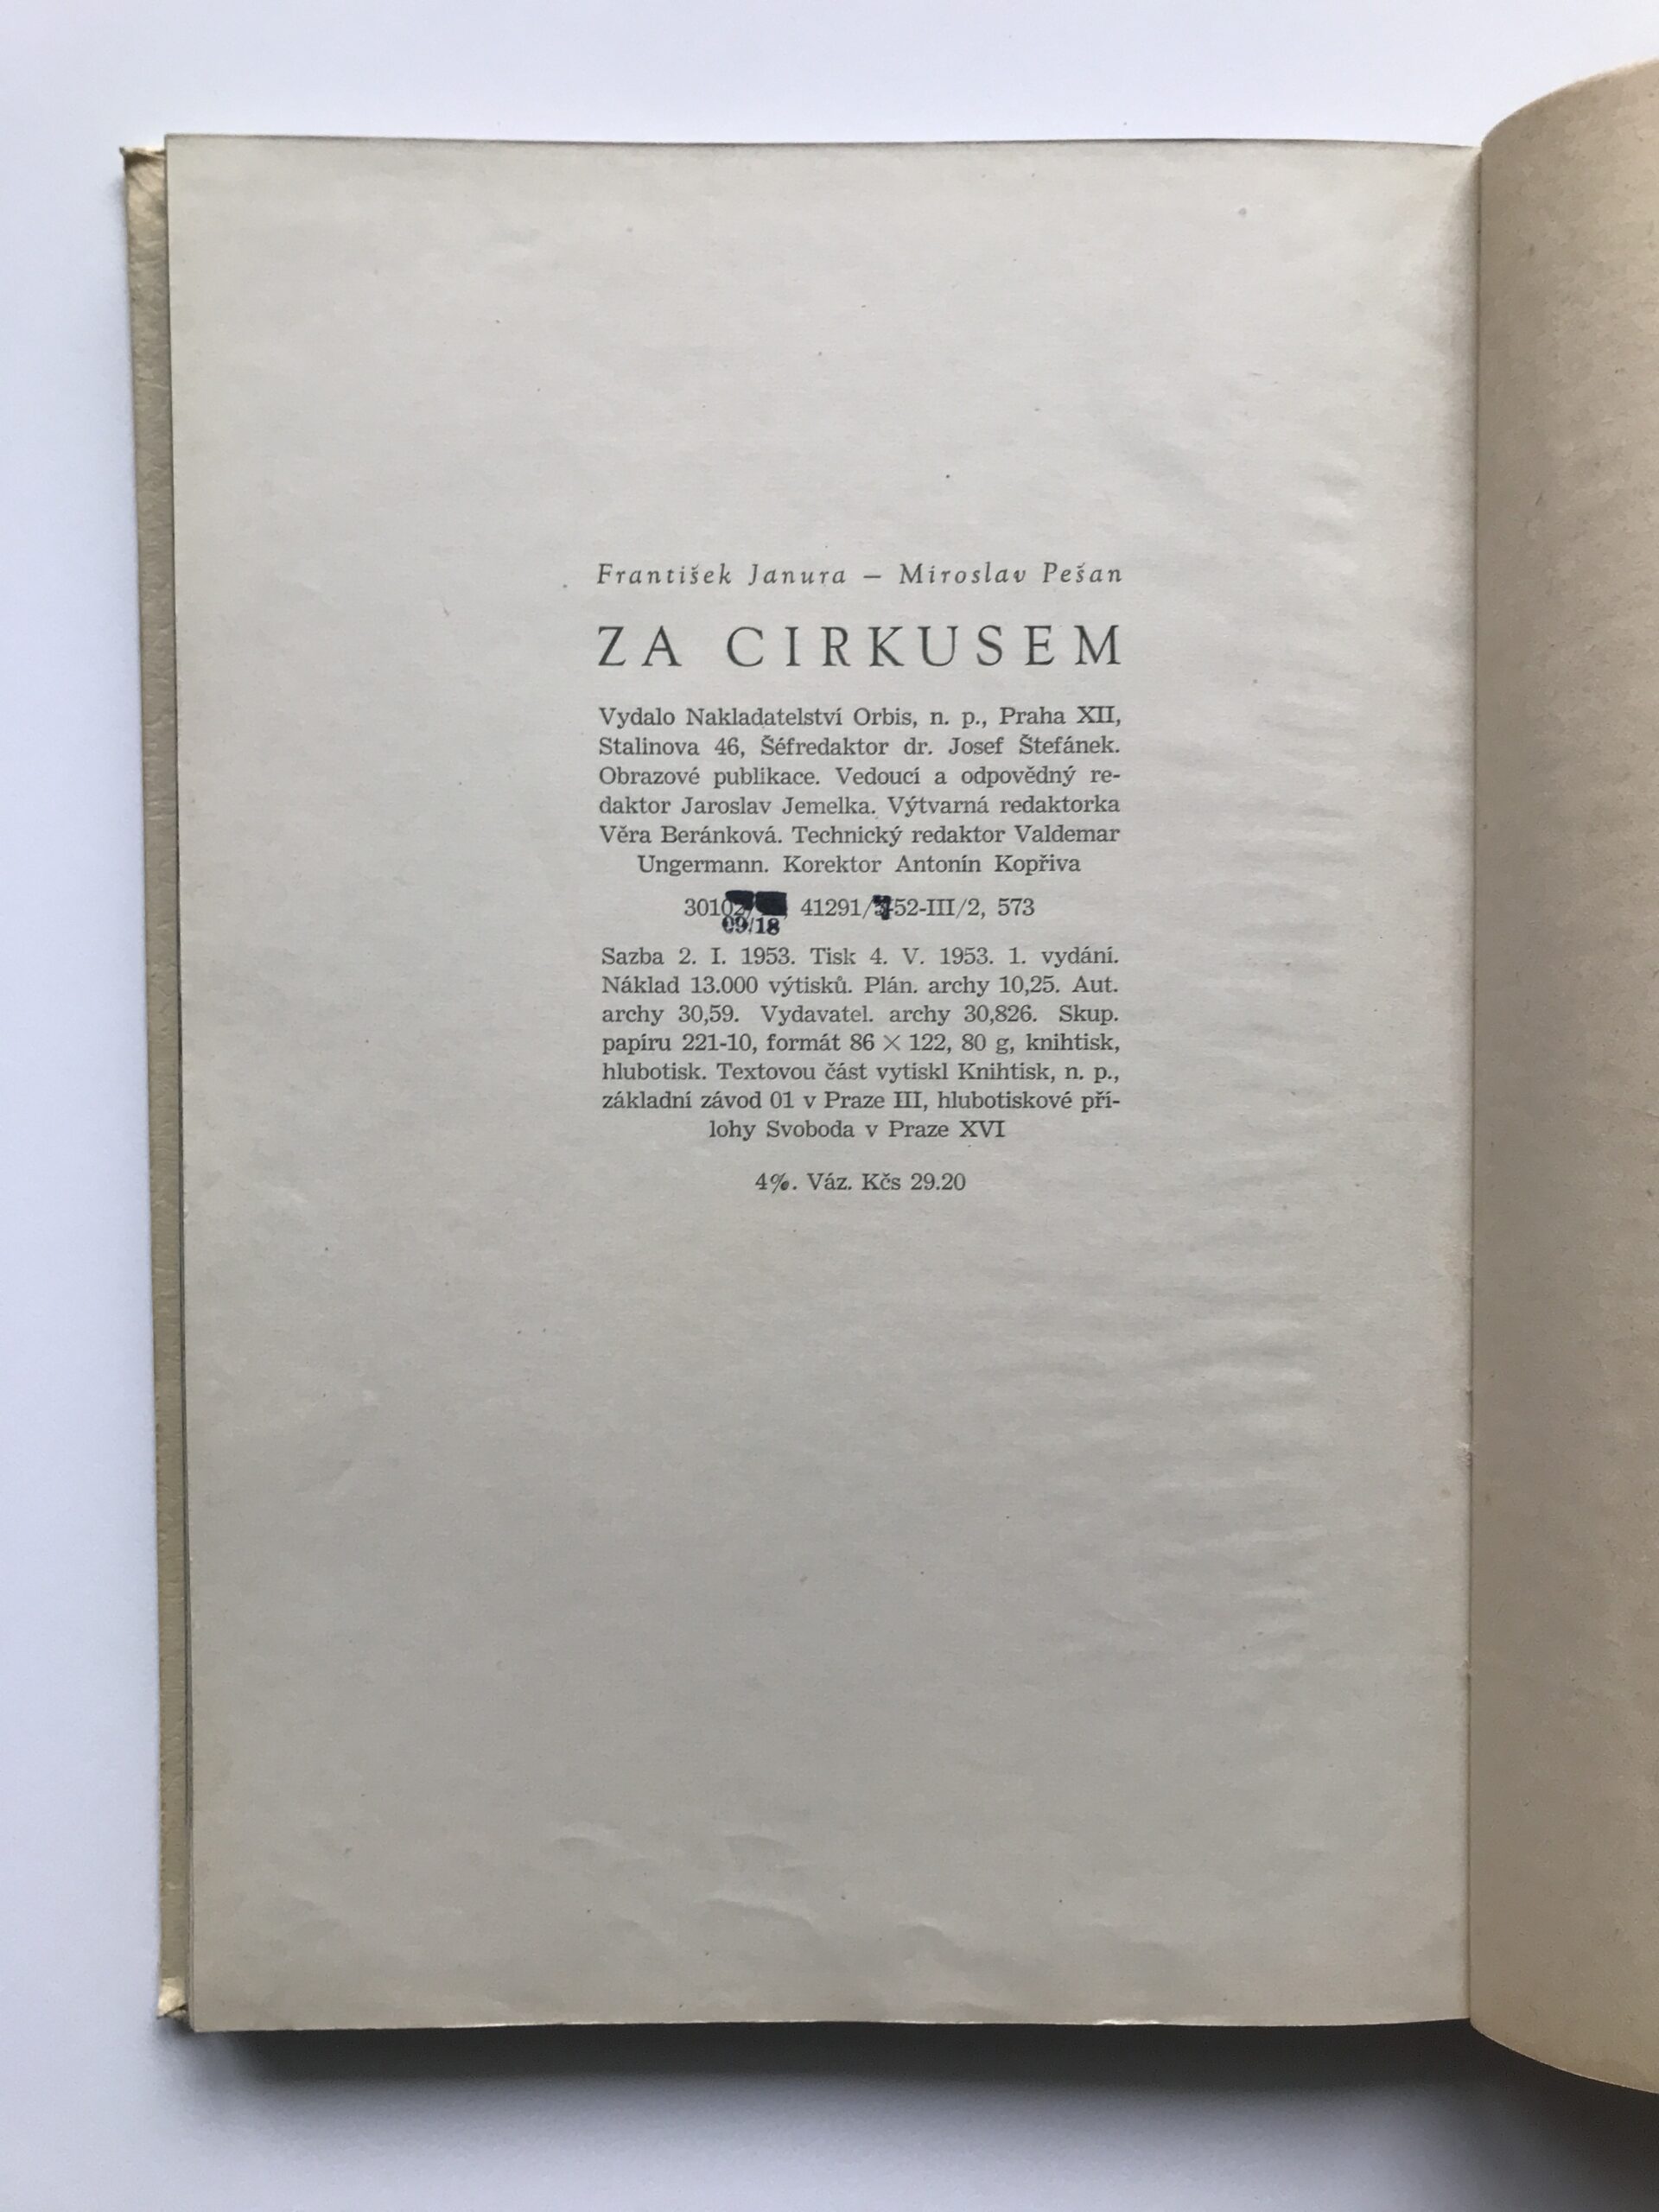 František Janura — Miroslav Pešan
ZA CIRKUSEM
Vydalo Nakladatelství Orbis, n. p., Praha XII,
Stalinova 46, Šéfredaktor dr. Josef Štefánek.
Obrazové publikace. Vedoucí a odpovědný re-
daktor Jaroslav Jemelka. Výtvarná redaktorka
Věra Beránková. Technický redaktor Valdemar
Ungermann. Korektor Antonín Kopřiva
52-III/2, 573
09/18
Sazba 2. I. 1953. Tisk 4. V. 1953. 1. vydání.
Náklad 13.000 výtisků. Plán. archy 10,25. Aut.
archy 30,59. Vydavatel. archy 30,826. Skup.
papíru 221-10, formát 86 × 122, 80 g, knihtisk,
hlubotisk. Textovou část vytiskl Knihtisk, n. p.,
základní závod 01 v Praze III, hlubotiskové pří-
lohy Svoboda v Praze XVI
4%. Váz. Kčs 29.20